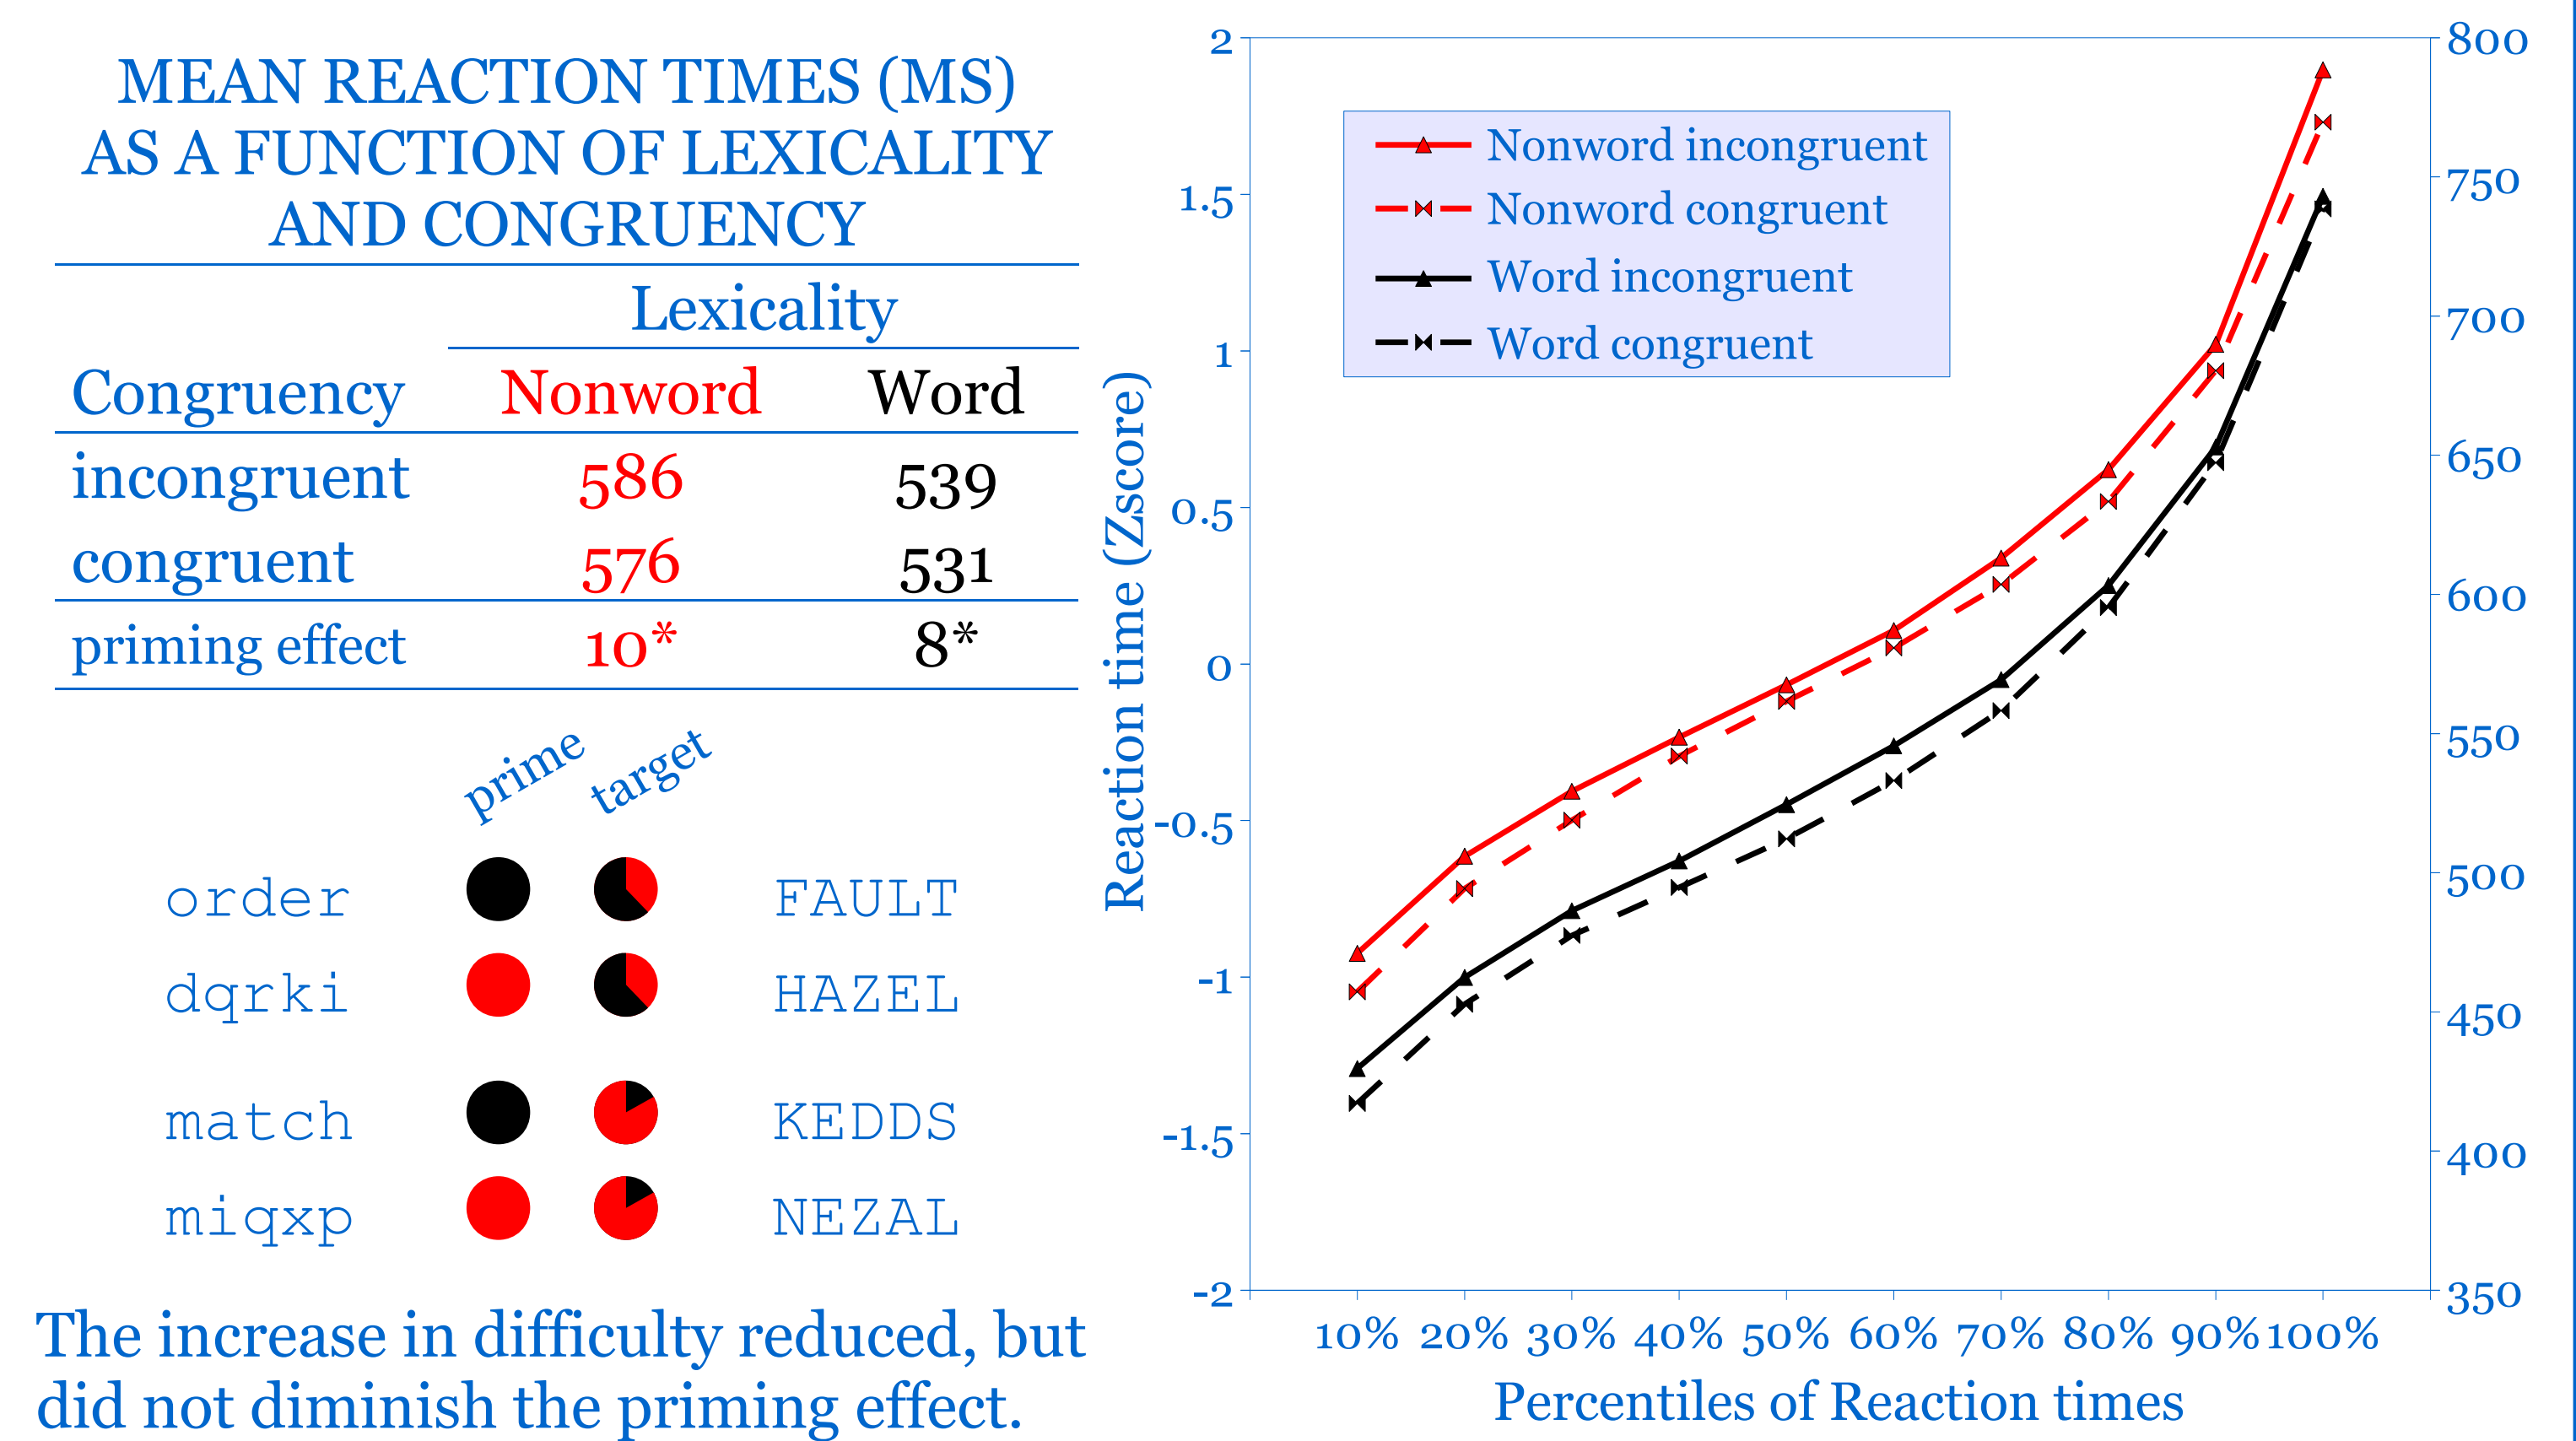 MEAN REACTION TIMES (MS)
AS A FUNCTION OF LEXICALITY
AND CONGRUENCY
Lexicality
Congruency Nonword Word
incongruent 586 539
congruent 576 531
priming effect 10* 8*
prime target
order FAULT
dqrki HAZEL
match KEDDS
miqxp NEZAL
The increase in difficulty reduced, but
did not diminish the priming effect.
Reaction time (Zscore)
2
1.5
1
0.5
0
-0.5
-1
-1.5
-2
Nonword incongruent
Nonword congruent
Word incongruent
Word congruent
800
750
700
650
600
550
500
450
400
350
10% 20% 30% 40% 50% 60% 70% 80% 90% 100%
Percentiles of Reaction times